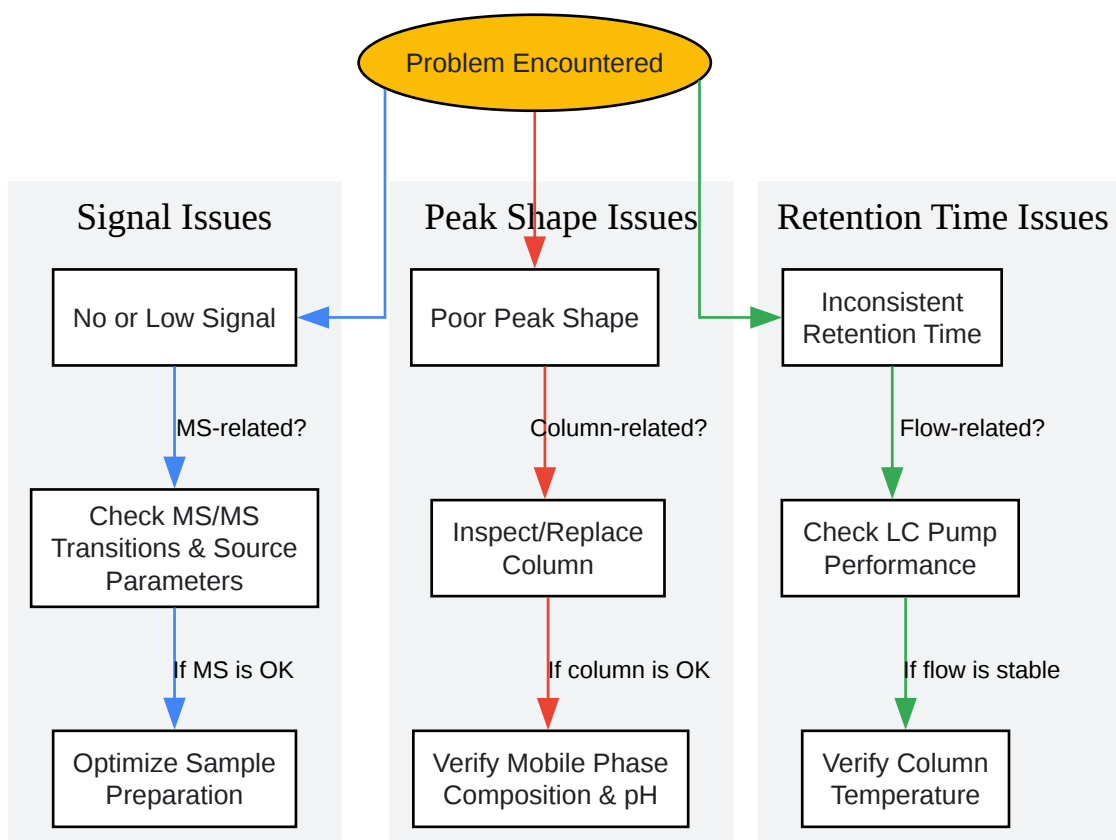 Problem Encountered
Signal Issues
No or Low Signal
MS-related?
Check MS/MS
Transitions & Source
Parameters
If MS is OK
Optimize Sample
Preparation
Peak Shape Issues
Poor Peak Shape
Column-related?
Inspect/Replace
Column
If column is OK
Verify Mobile Phase
Composition & pH
Retention Time Issues
Inconsistent
Retention Time
Flow-related?
Check LC Pump
Performance
If flow is stable
Verify Column
Temperature